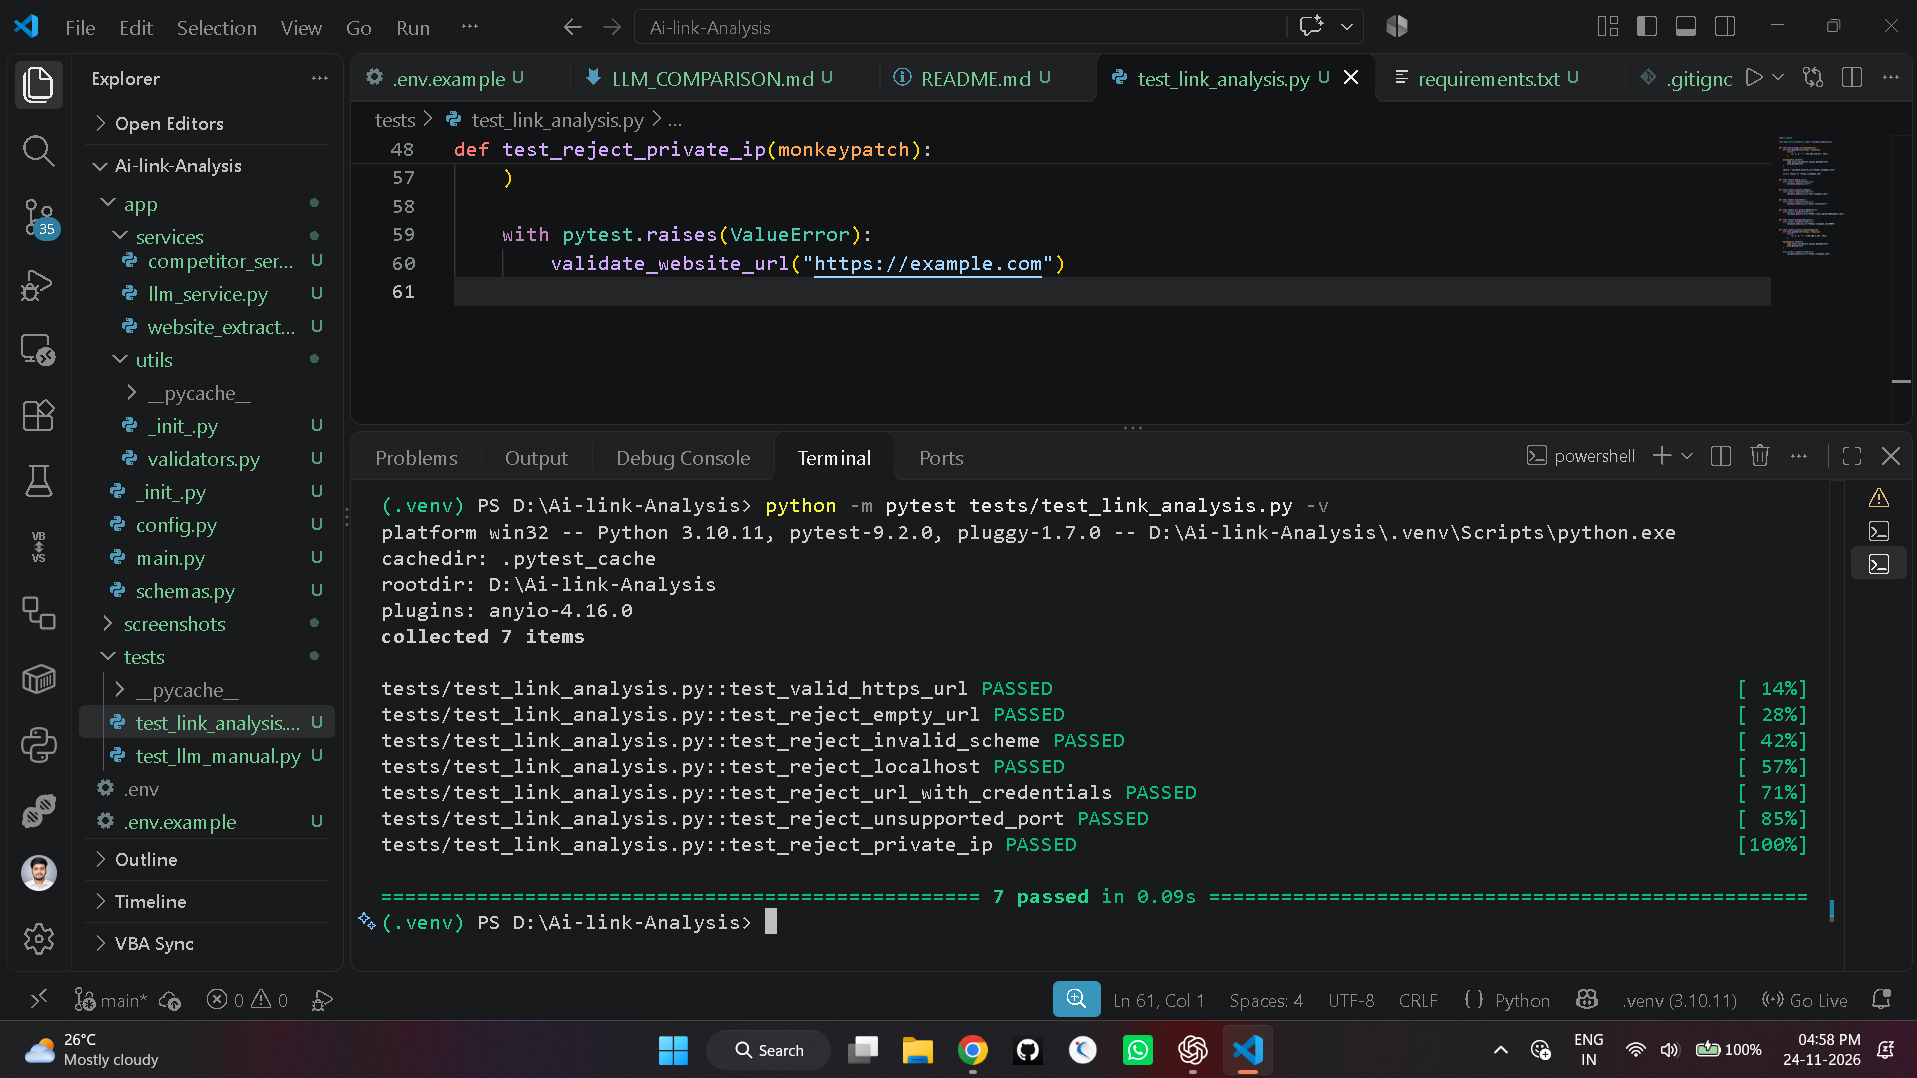 File Edit Selection View Go Run ...
Ai-link-Analysis
Explorer
Open Editors
Ai-link-Analysis
app
services
competitor_ser... U
llm_service.py U
website_extract... U
utils
__pycache__
_init_.py U
validators.py U
_init_.py U
config.py U
main.py U
schemas.py U
screenshots
tests
__pycache__
test_link_analysis.... U
test_llm_manual.py U
.env
.env.example U
Outline
Timeline
VBA Sync
35
VB
VS
.env.example U
LLM_COMPARISON.md U
README.md U
test_link_analysis.py U
requirements.txt U
.gitignc
tests > test_link_analysis.py > ...
48 def test_reject_private_ip(monkeypatch):
57 )
58
59 with pytest.raises(ValueError):
60 validate_website_url("https://example.com")
61
Problems Output Debug Console Terminal Ports
powershell
(.venv) PS D:\Ai-link-Analysis> python -m pytest tests/test_link_analysis.py -v
platform win32 -- Python 3.10.11, pytest-9.2.0, pluggy-1.7.0 -- D:\Ai-link-Analysis\.venv\Scripts\python.exe
cachedir: .pytest_cache
rootdir: D:\Ai-link-Analysis
plugins: anyio-4.16.0
collected 7 items
tests/test_link_analysis.py::test_valid_https_url PASSED [ 14%]
tests/test_link_analysis.py::test_reject_empty_url PASSED [ 28%]
tests/test_link_analysis.py::test_reject_invalid_scheme PASSED [ 42%]
tests/test_link_analysis.py::test_reject_localhost PASSED [ 57%]
tests/test_link_analysis.py::test_reject_url_with_credentials PASSED [ 71%]
tests/test_link_analysis.py::test_reject_unsupported_port PASSED [ 85%]
tests/test_link_analysis.py::test_reject_private_ip PASSED [100%]
================================================== 7 passed in 0.09s ==================================================
(.venv) PS D:\Ai-link-Analysis>
main* 0 0
Ln 61, Col 1 Spaces: 4 UTF-8 CRLF { } Python .venv (3.10.11) Go Live
26°C
Mostly cloudy
Search
ENG
IN
100%
04:58 PM
24-11-2026